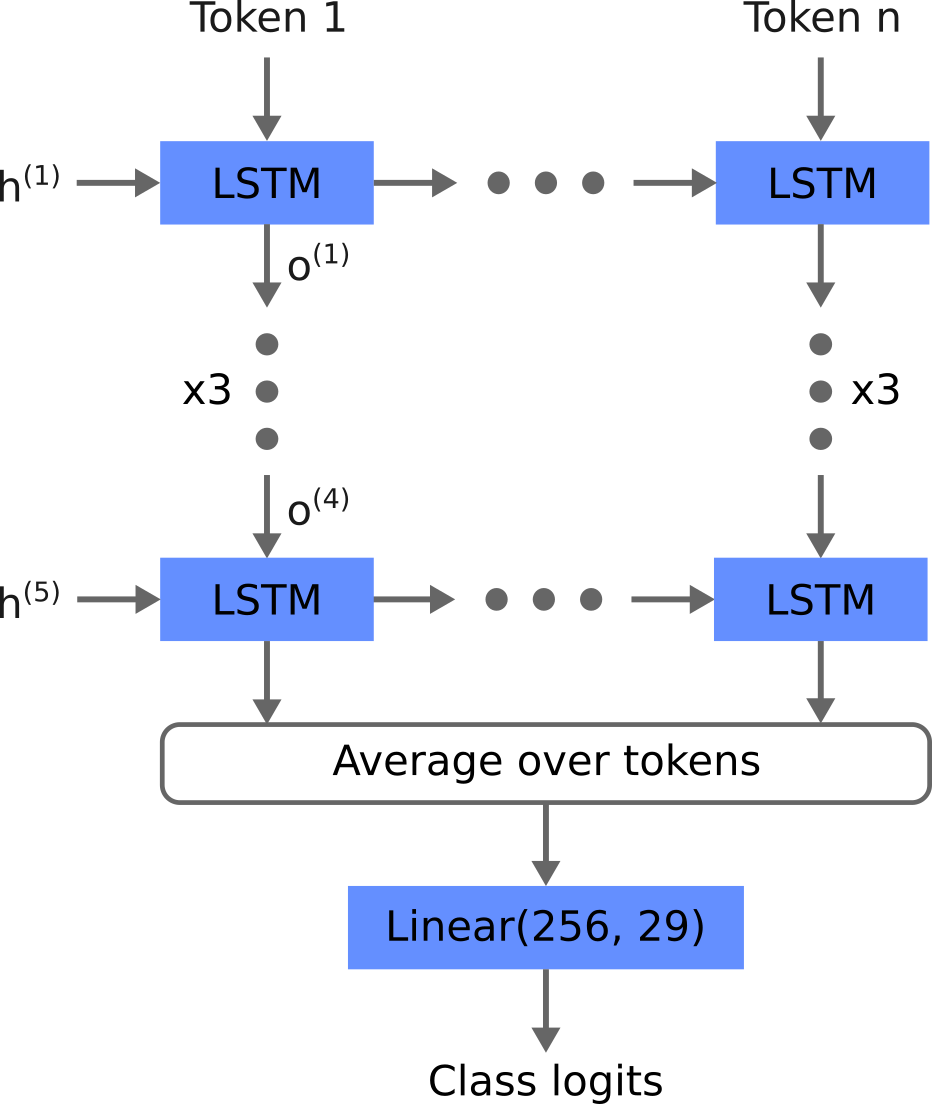 Token 1 Token n
h(1) LSTM LSTM
o(1)
x3 x3
o(4)
h(5) LSTM LSTM
Average over tokens
Linear(256, 29)
Class logits